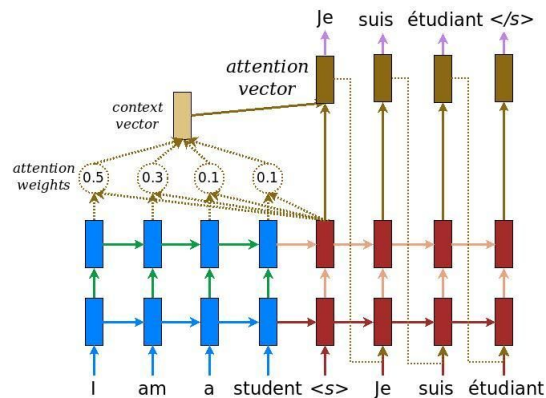 Je suis étudiant </s>
attention
vector
context
vector
attention
weights
0.5 0.3 0.1 0.1
I am a student <s> Je suis étudiant